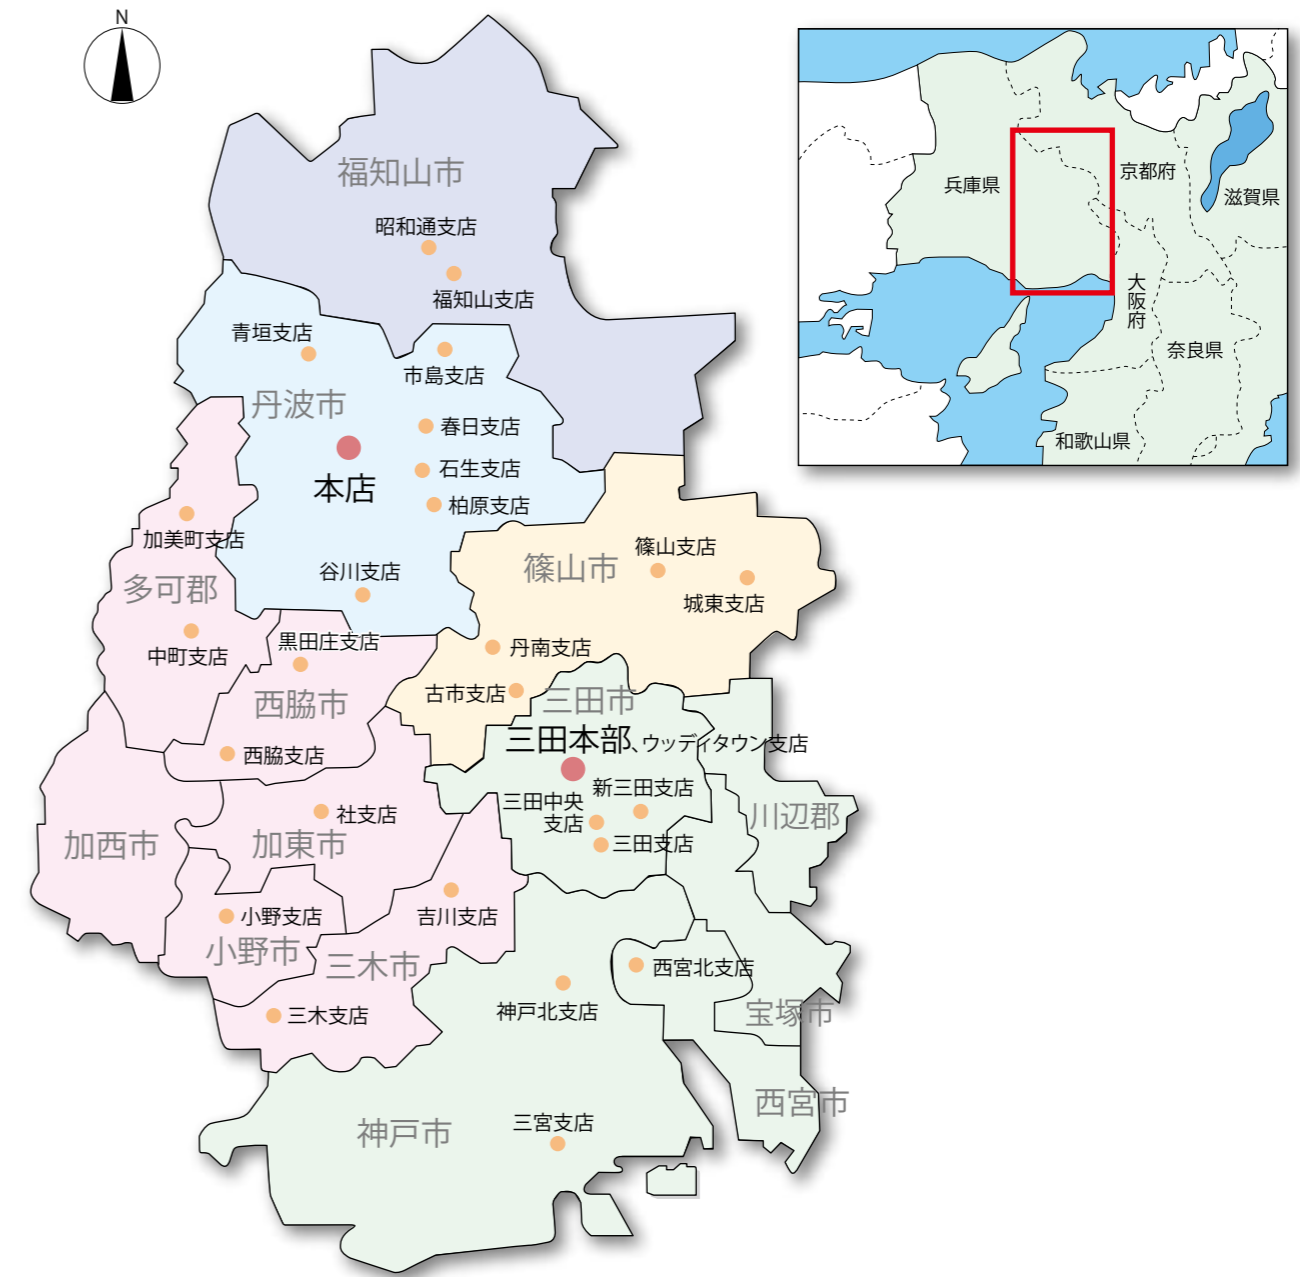 N
福知山市
昭和通支店
福知山支店
青垣支店
市島支店
丹波市
春日支店
本店
石生支店
柏原支店
加美町支店
谷川支店
多可郡
中町支店
篠山市
篠山支店
城東支店
丹南支店
古市支店
黒田庄支店
西脇市
西脇支店
三田市
三田本部、ウッディタウン支店
新三田支店
三田中央
支店
三田支店
川辺郡
加西市
社支店
加東市
小野支店
小野市
吉川支店
三木市
三木支店
西宮北支店
神戸北支店
宝塚市
西宮市
神戸市
三宮支店
兵庫県
京都府
滋賀県
大阪府
奈良県
和歌山県